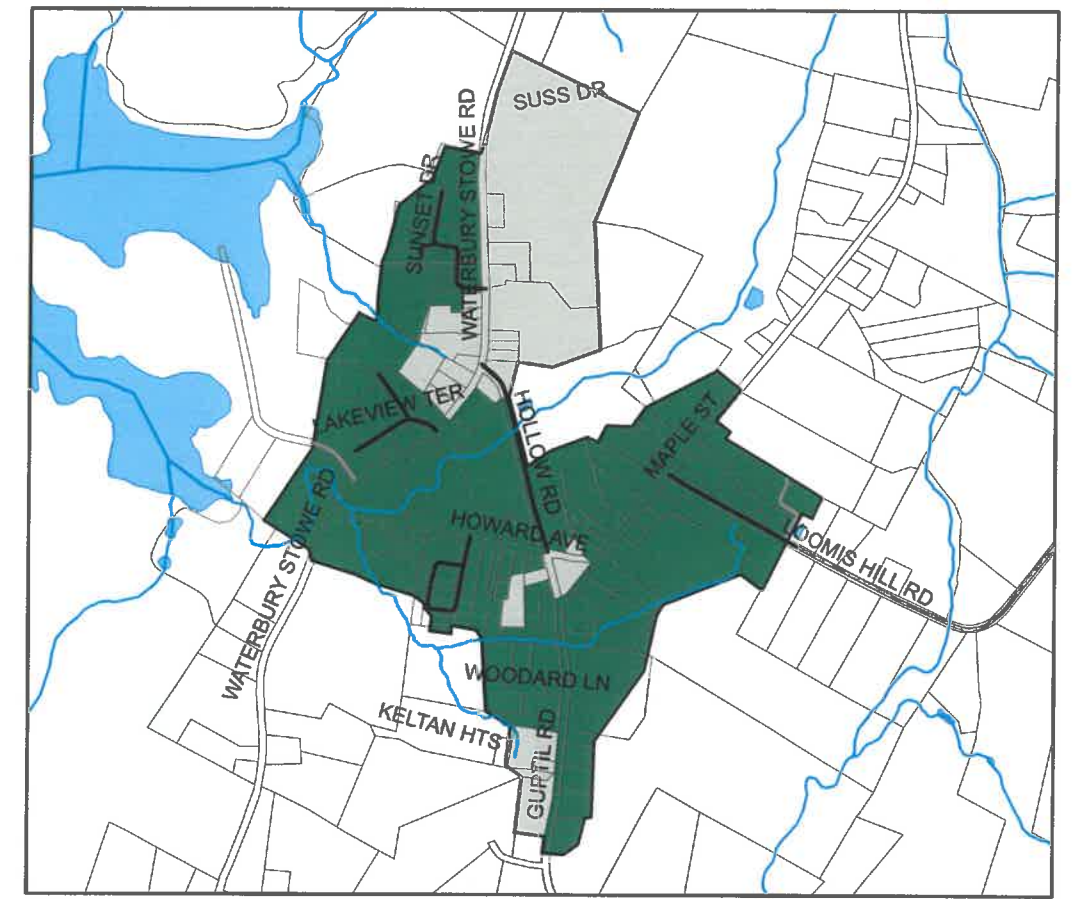 SUSS DR
WATERBURY STOWE RD
SUNSET DR
LAKEVIEW TER
HOLLOW RD
MAPLE ST
HOWARD AVE
LOOMIS HILL RD
WATERBURY STOWE RD
WOODARD LN
KELTAN HTS
GUPTIL RD